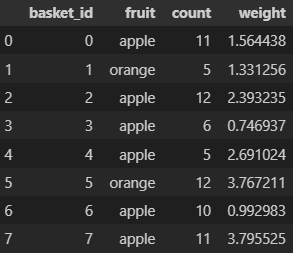 basket_id fruit count weight
0 0 apple 11 1.564438
1 1 orange 5 1.331256
2 2 apple 12 2.393235
3 3 apple 6 0.746937
4 4 apple 5 2.691024
5 5 orange 12 3.767211
6 6 apple 10 0.992983
7 7 apple 11 3.795525